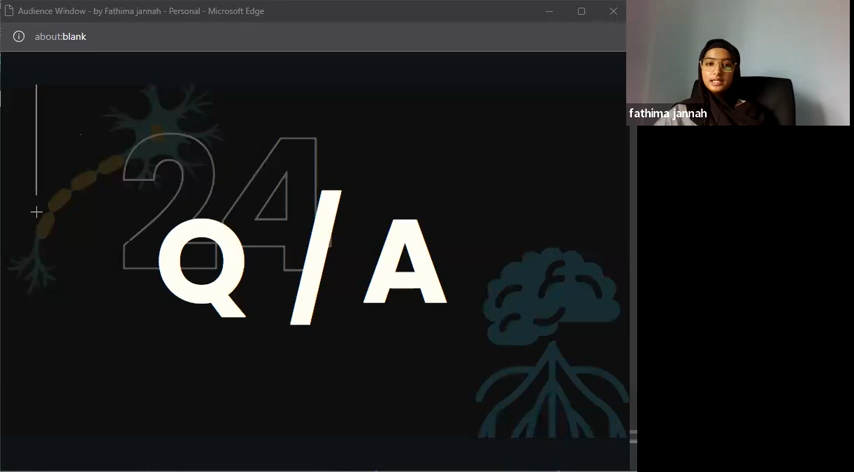 Audience Window - by Fathima jannah - Personal - Microsoft Edge
about:blank
fathima jannah
24
Q/A